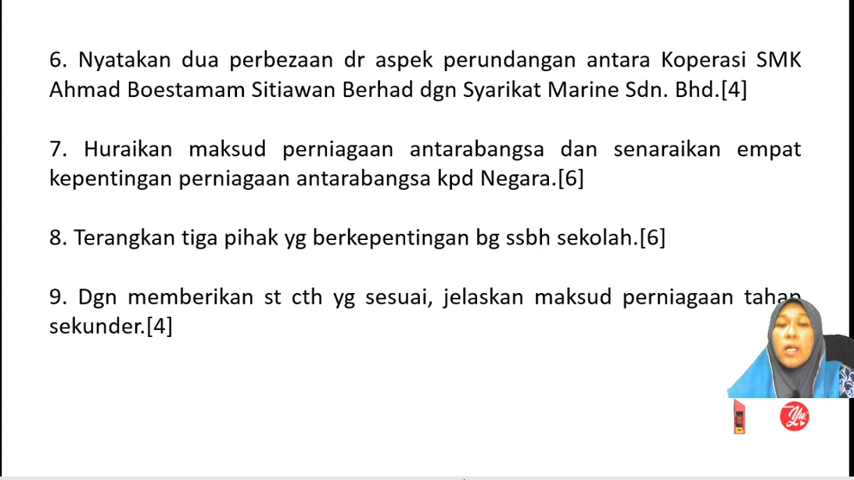 6. Nyatakan dua perbezaan dr aspek perundangan antara Koperasi SMK
Ahmad Boestamam Sitiawan Berhad dgn Syarikat Marine Sdn. Bhd.[4]
7. Huraikan maksud perniagaan antarabangsa dan senaraikan empat
kepentingan perniagaan antarabangsa kpd Negara.[6]
8. Terangkan tiga pihak yg berkepentingan bg ssbh sekolah.[6]
9. Dgn memberikan st cth yg sesuai, jelaskan maksud perniagaan tahap
sekunder.[4]